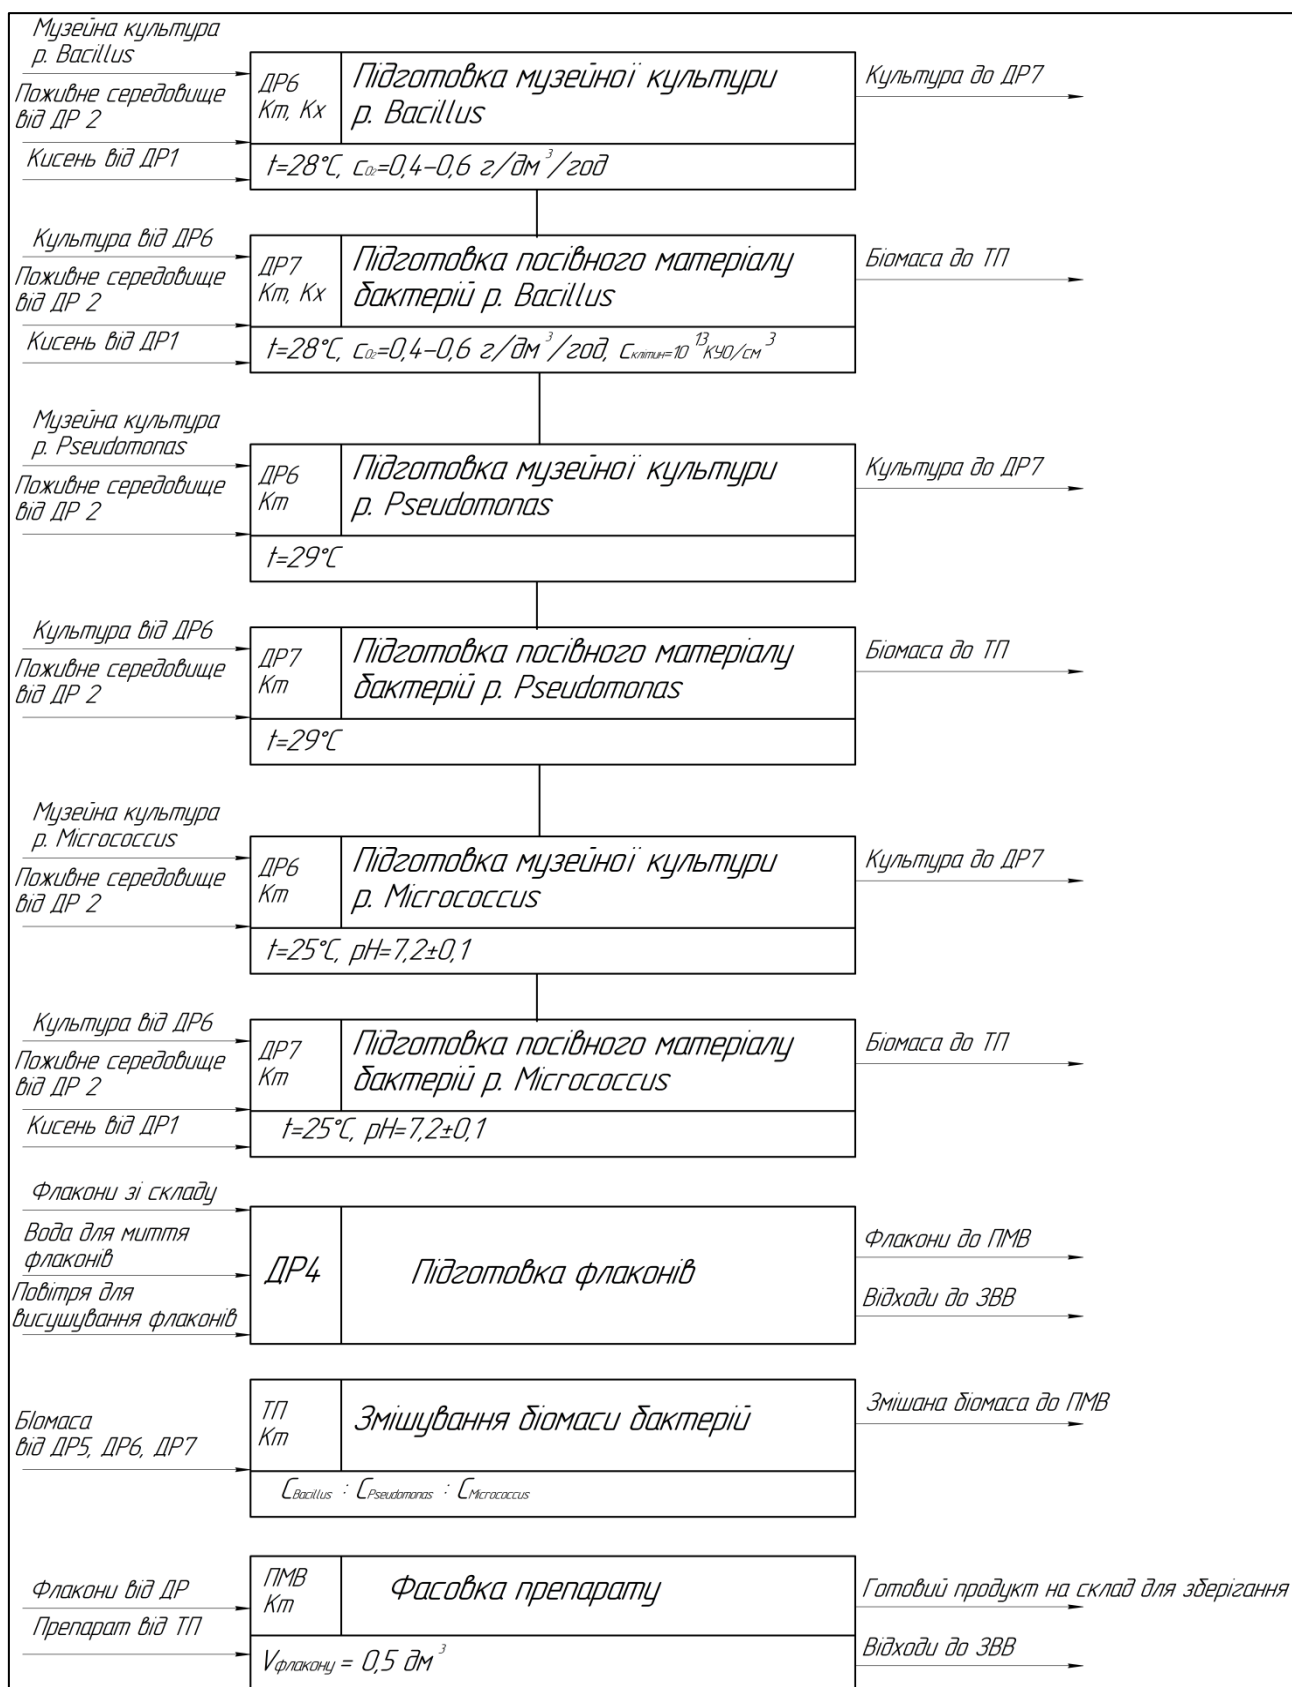 Музейна культура
р. Bacillus
Поживне середовище
від ДР 2
Кисень від ДР1
ДР6
Кт, Кх
Підготовка музейної культури
р. Bacillus
t=28°C, cO2=0,4-0,6 г/дм³/год
Культура до ДР7
Культура від ДР6
Поживне середовище
від ДР 2
Кисень від ДР1
ДР7
Кт, Кх
Підготовка посівного матеріалу
бактерій р. Bacillus
t=28°C, cO2=0,4-0,6 г/дм³/год, Cклітин=10¹³КУО/см³
Біомаса до ТП
Музейна культура
р. Pseudomonas
Поживне середовище
від ДР 2
ДР6
Кт
Підготовка музейної культури
р. Pseudomonas
t=29°C
Культура до ДР7
Культура від ДР6
Поживне середовище
від ДР 2
ДР7
Кт
Підготовка посівного матеріалу
бактерій р. Pseudomonas
t=29°C
Біомаса до ТП
Музейна культура
р. Micrococcus
Поживне середовище
від ДР 2
ДР6
Кт
Підготовка музейної культури
р. Micrococcus
t=25°C, pH=7,2±0,1
Культура до ДР7
Культура від ДР6
Поживне середовище
від ДР 2
Кисень від ДР1
ДР7
Кт
Підготовка посівного матеріалу
бактерій р. Micrococcus
t=25°C, pH=7,2±0,1
Біомаса до ТП
Флакони зі складу
Вода для миття
флаконів
Повітря для
висушування флаконів
ДР4
Підготовка флаконів
Флакони до ПМВ
Відходи до ЗВВ
БІомаса
від ДР5, ДР6, ДР7
ТП
Кт
Змішування біомаси бактерій
CBacillus : CPseudomonas : CMicrococcus
Змішана біомаса до ПМВ
Флакони від ДР
Препарат від ТП
ПМВ
Кт
Фасовка препарату
Vфлакону = 0,5 дм³
Готовий продукт на склад для зберігання
Відходи до ЗВВ